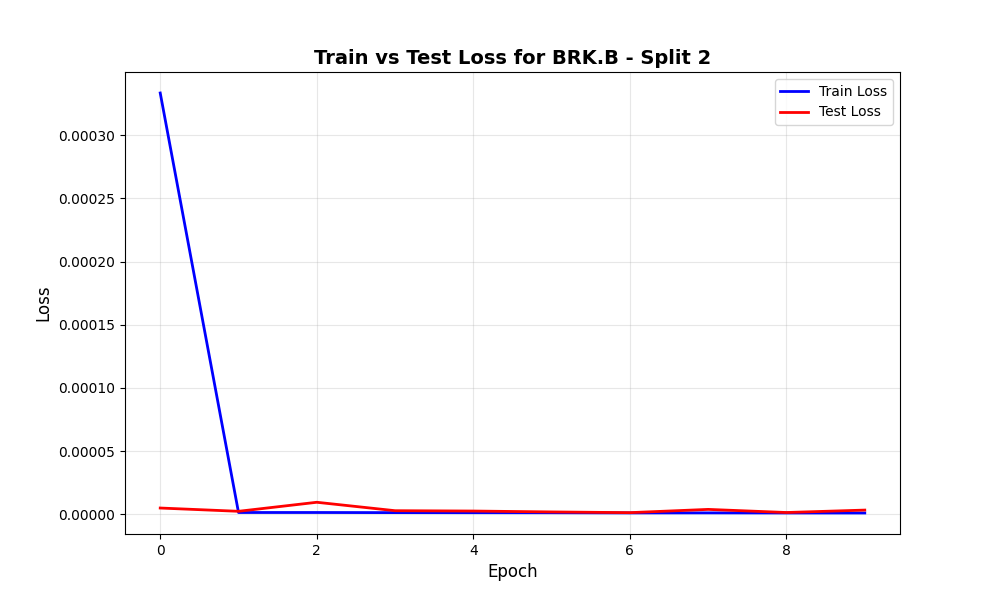 Train vs Test Loss for BRK.B - Split 2
Train Loss
Test Loss
0.00030
0.00025
0.00020
0.00015
0.00010
0.00005
0.00000
Loss
0 2 4 6 8
Epoch